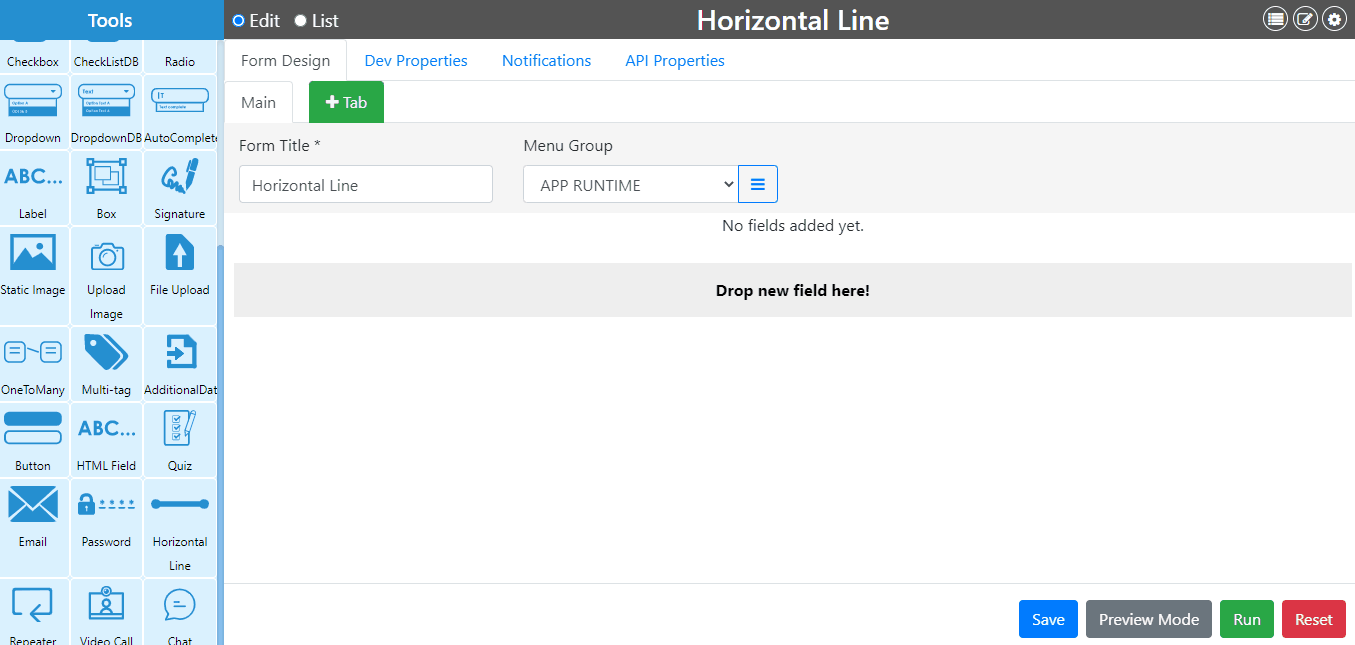 Tools
Edit List
Horizontal Line
Checkbox CheckListDB Radio
Dropdown DropdownDB AutoComplete
ABC...
Label Box Signature
Static Image Upload Image File Upload
OneToMany Multi-tag AdditionalDat
ABC...
Button HTML Field Quiz
Email Password Horizontal Line
Repeater Video Call Chat
Form Design Dev Properties Notifications API Properties
Main + Tab
Form Title * Menu Group
Horizontal Line APP RUNTIME
No fields added yet.
Drop new field here!
Save Preview Mode Run Reset